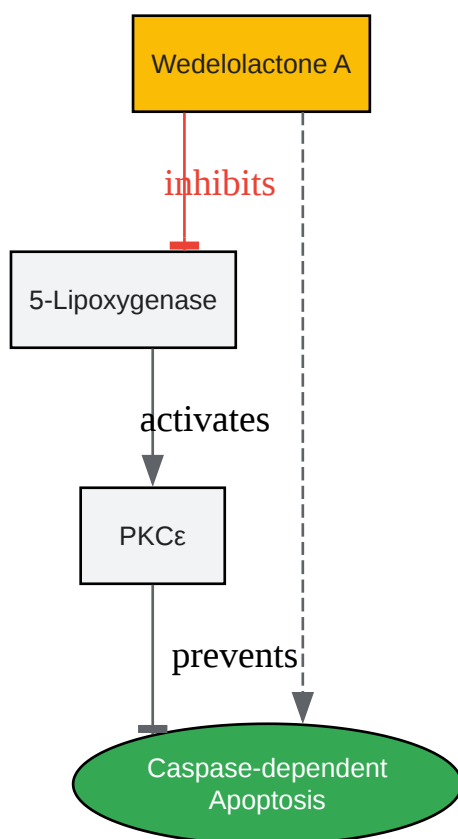 Wedelolactone A
inhibits
5-Lipoxygenase
activates
PKCε
prevents
Caspase-dependent
Apoptosis